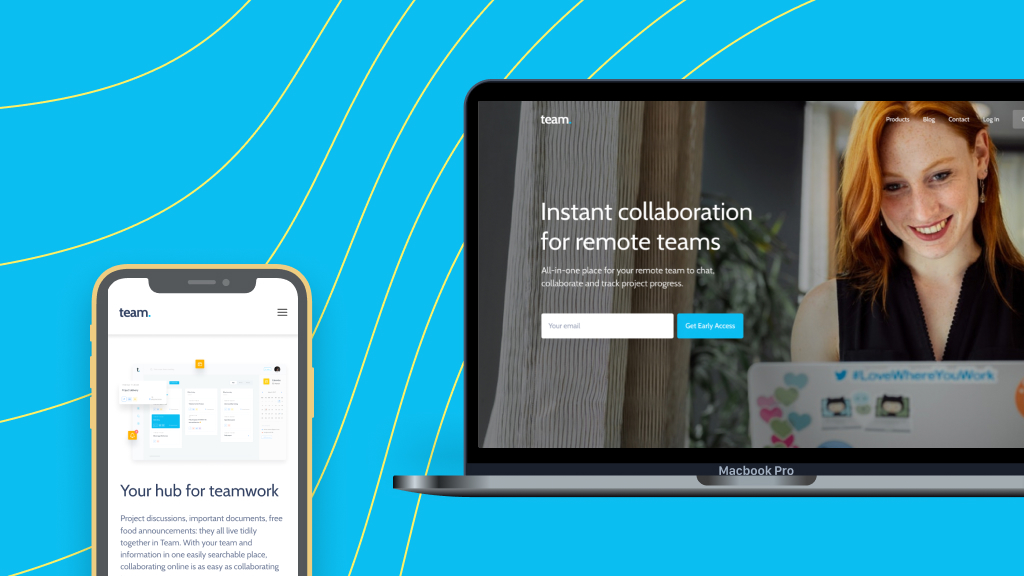 team.
Products Blog Contact Log In
Instant collaboration
for remote teams
All-in-one place for your remote team to chat,
collaborate and track project progress.
Your email
Get Early Access
#LoveWhereYouWork
Macbook Pro
team.
t.
Your hub for teamwork
Project discussions, important documents, free
food announcements: they all live tidily
together in Team. With your team and
information in one easily searchable place,
collaborating online is as easy as collaborating